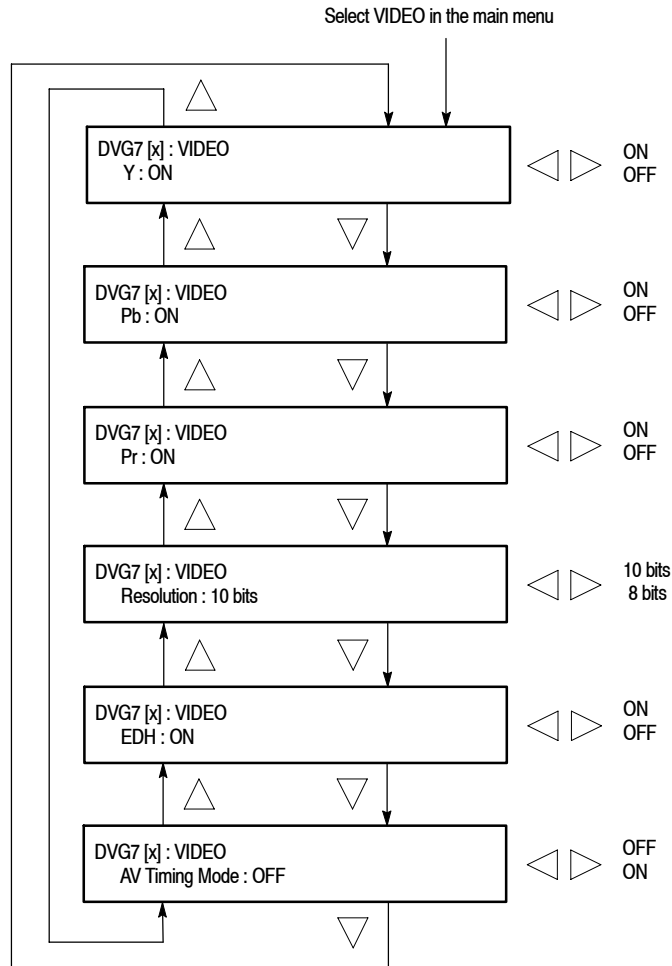 Select VIDEO in the main menu
DVG7 [x] : VIDEO
Y : ON
ON
OFF
DVG7 [x] : VIDEO
Pb : ON
ON
OFF
DVG7 [x] : VIDEO
Pr : ON
ON
OFF
DVG7 [x] : VIDEO
Resolution : 10 bits
10 bits
8 bits
DVG7 [x] : VIDEO
EDH : ON
ON
OFF
DVG7 [x] : VIDEO
AV Timing Mode : OFF
OFF
ON